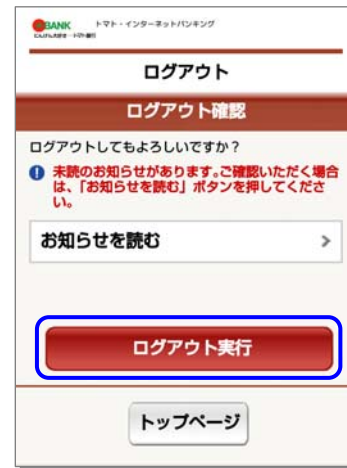 BANK トマト・インターネットバンキング
ログアウト
ログアウト確認
ログアウトしてもよろしいですか？
未読のお知らせがあります。ご確認いただく場合
は、「お知らせを読む」ボタンを押してくださ
い。
お知らせを読む
ログアウト実行
トップページ